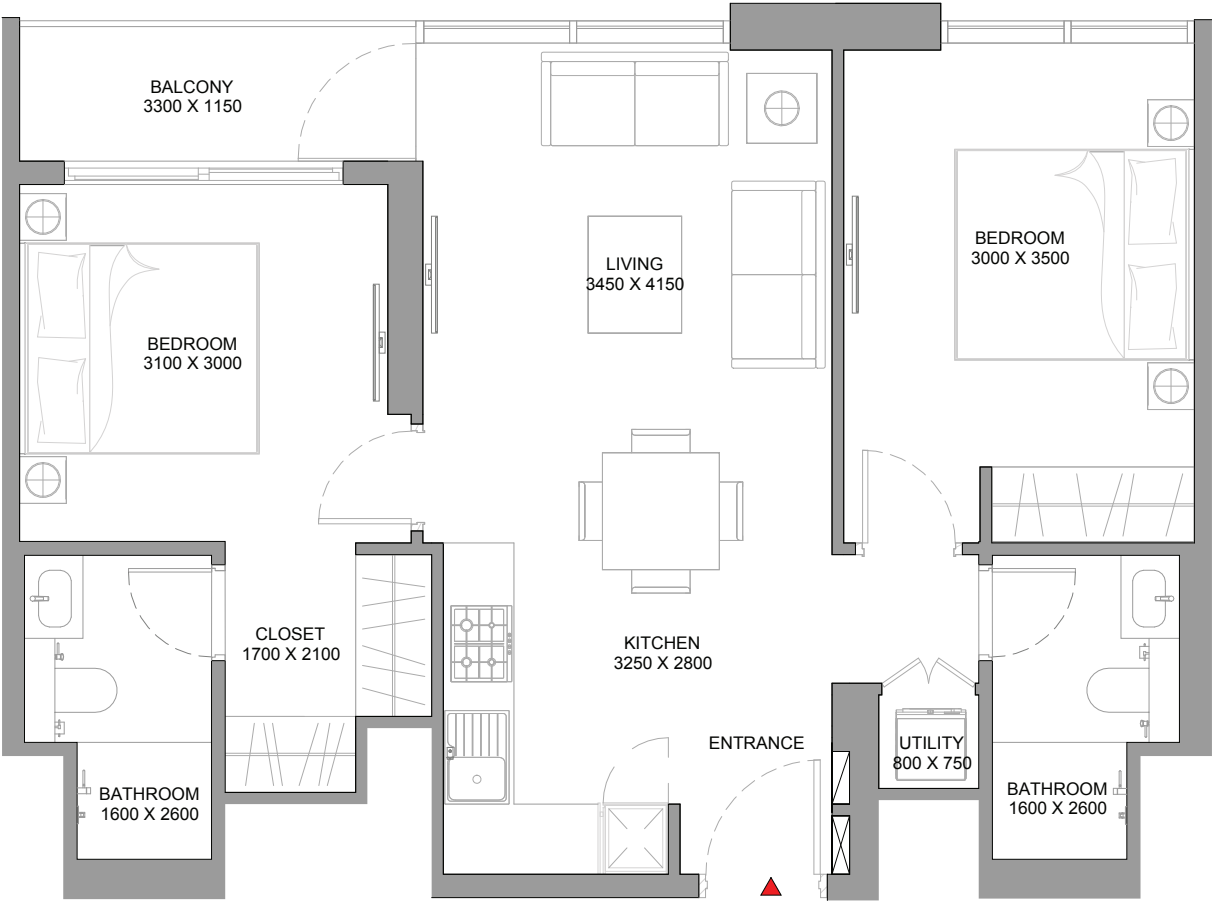 BALCONY
3300 X 1150
LIVING
3450 X 4150
BEDROOM
3000 X 3500
BEDROOM
3100 X 3000
CLOSET
1700 X 2100
KITCHEN
3250 X 2800
ENTRANCE
UTILITY
800 X 750
BATHROOM
1600 X 2600
BATHROOM
1600 X 2600